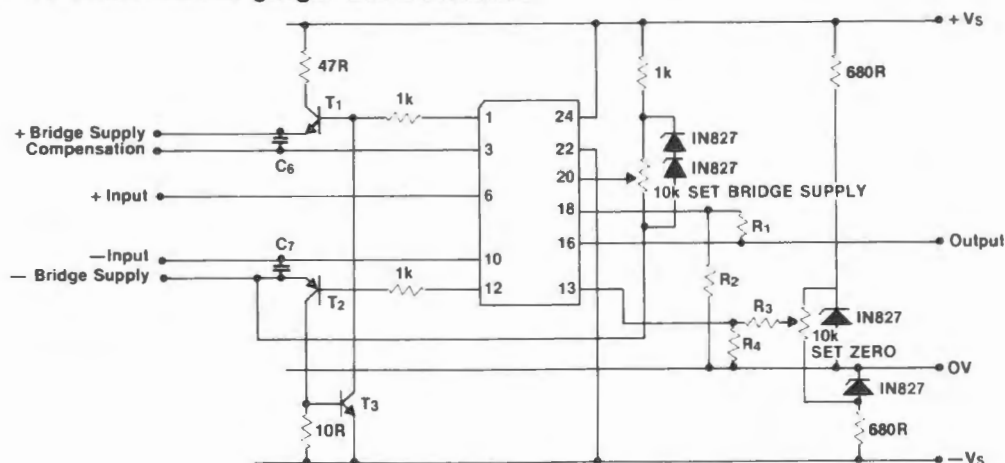 + Vs
47R
1k
680R
T1
1k
1
24
+ Bridge Supply
Compensation
C6
3
22
IN827
IN827
20
10k SET BRIDGE SUPPLY
+ Input
6
18
R1
16
Output
—Input
C7
10
— Bridge Supply
1k
12
13
T2
R2
R3
IN827
10k
R4
SET ZERO
OV
IN827
T3
10R
680R
—Vs